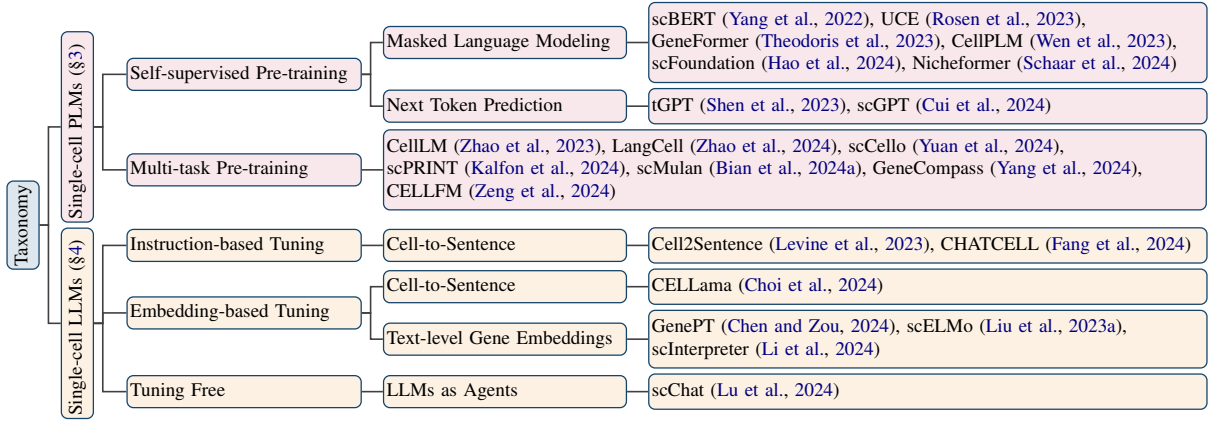 Taxonomy
Single-cell PLMs (§3)
Self-supervised Pre-training
Masked Language Modeling
scBERT (Yang et al., 2022), UCE (Rosen et al., 2023),
GeneFormer (Theodoris et al., 2023), CellPLM (Wen et al., 2023),
scFoundation (Hao et al., 2024), Nicheformer (Schaar et al., 2024)
Next Token Prediction
tGPT (Shen et al., 2023), scGPT (Cui et al., 2024)
Multi-task Pre-training
CellLM (Zhao et al., 2023), LangCell (Zhao et al., 2024), scCello (Yuan et al., 2024),
scPRINT (Kalfon et al., 2024), scMulan (Bian et al., 2024a), GeneCompass (Yang et al., 2024),
CELLFM (Zeng et al., 2024)
Single-cell LLMs (§4)
Instruction-based Tuning
Cell-to-Sentence
Cell2Sentence (Levine et al., 2023), CHATCELL (Fang et al., 2024)
Embedding-based Tuning
Cell-to-Sentence
CELLama (Choi et al., 2024)
Text-level Gene Embeddings
GenePT (Chen and Zou, 2024), scELMo (Liu et al., 2023a),
scInterpreter (Li et al., 2024)
Tuning Free
LLMs as Agents
scChat (Lu et al., 2024)